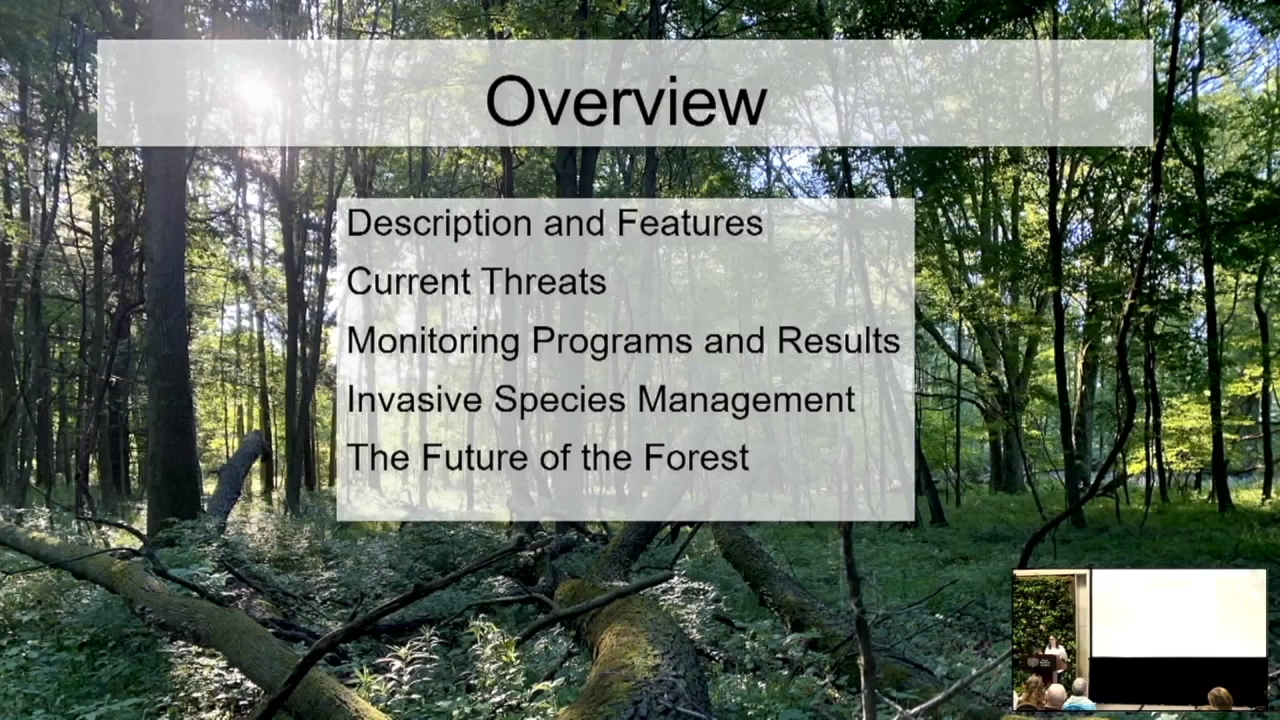 Overview
Description and Features
Current Threats
Monitoring Programs and Results
Invasive Species Management
The Future of the Forest